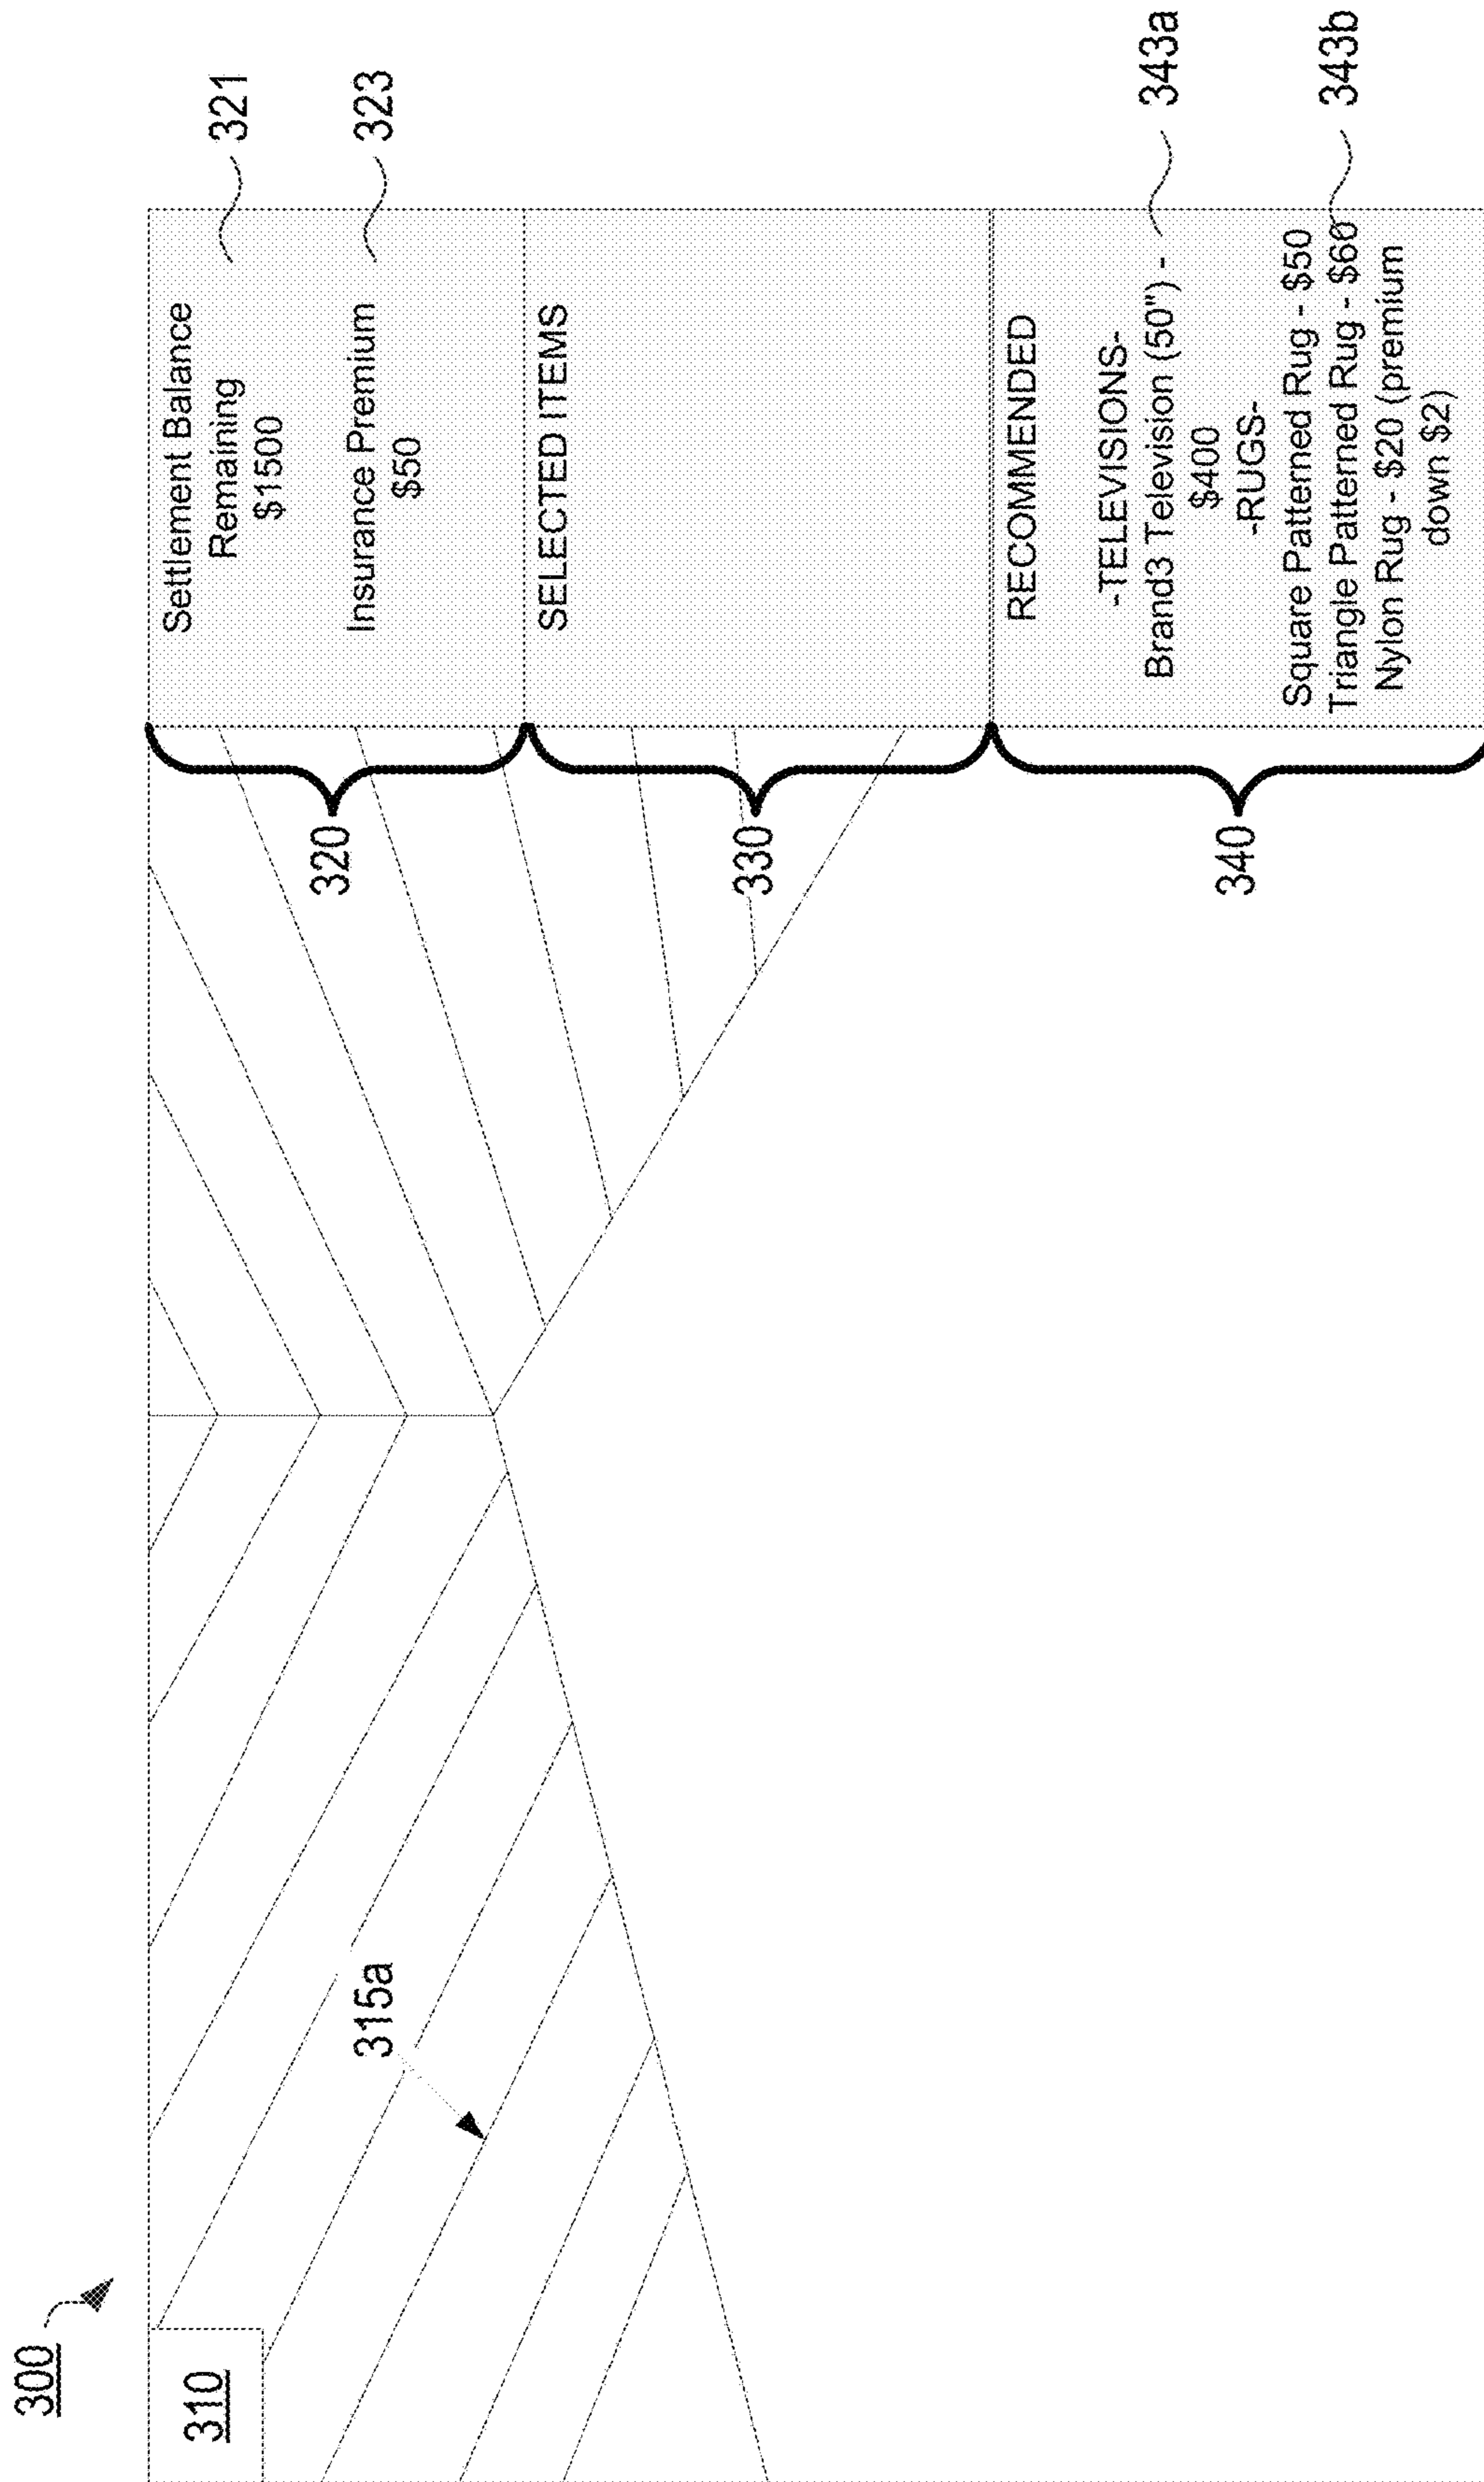 300
310
315a
320
330
340
Settlement Balance
Remaining
$1500
Insurance Premium
$50
SELECTED ITEMS
RECOMMENDED
-TELEVISIONS-
Brand3 Television (50") -
$400
-RUGS-
Square Patterned Rug - $50
Triangle Patterned Rug - $60
Nylon Rug - $20 (premium
down $2)
321
323
343a
343b